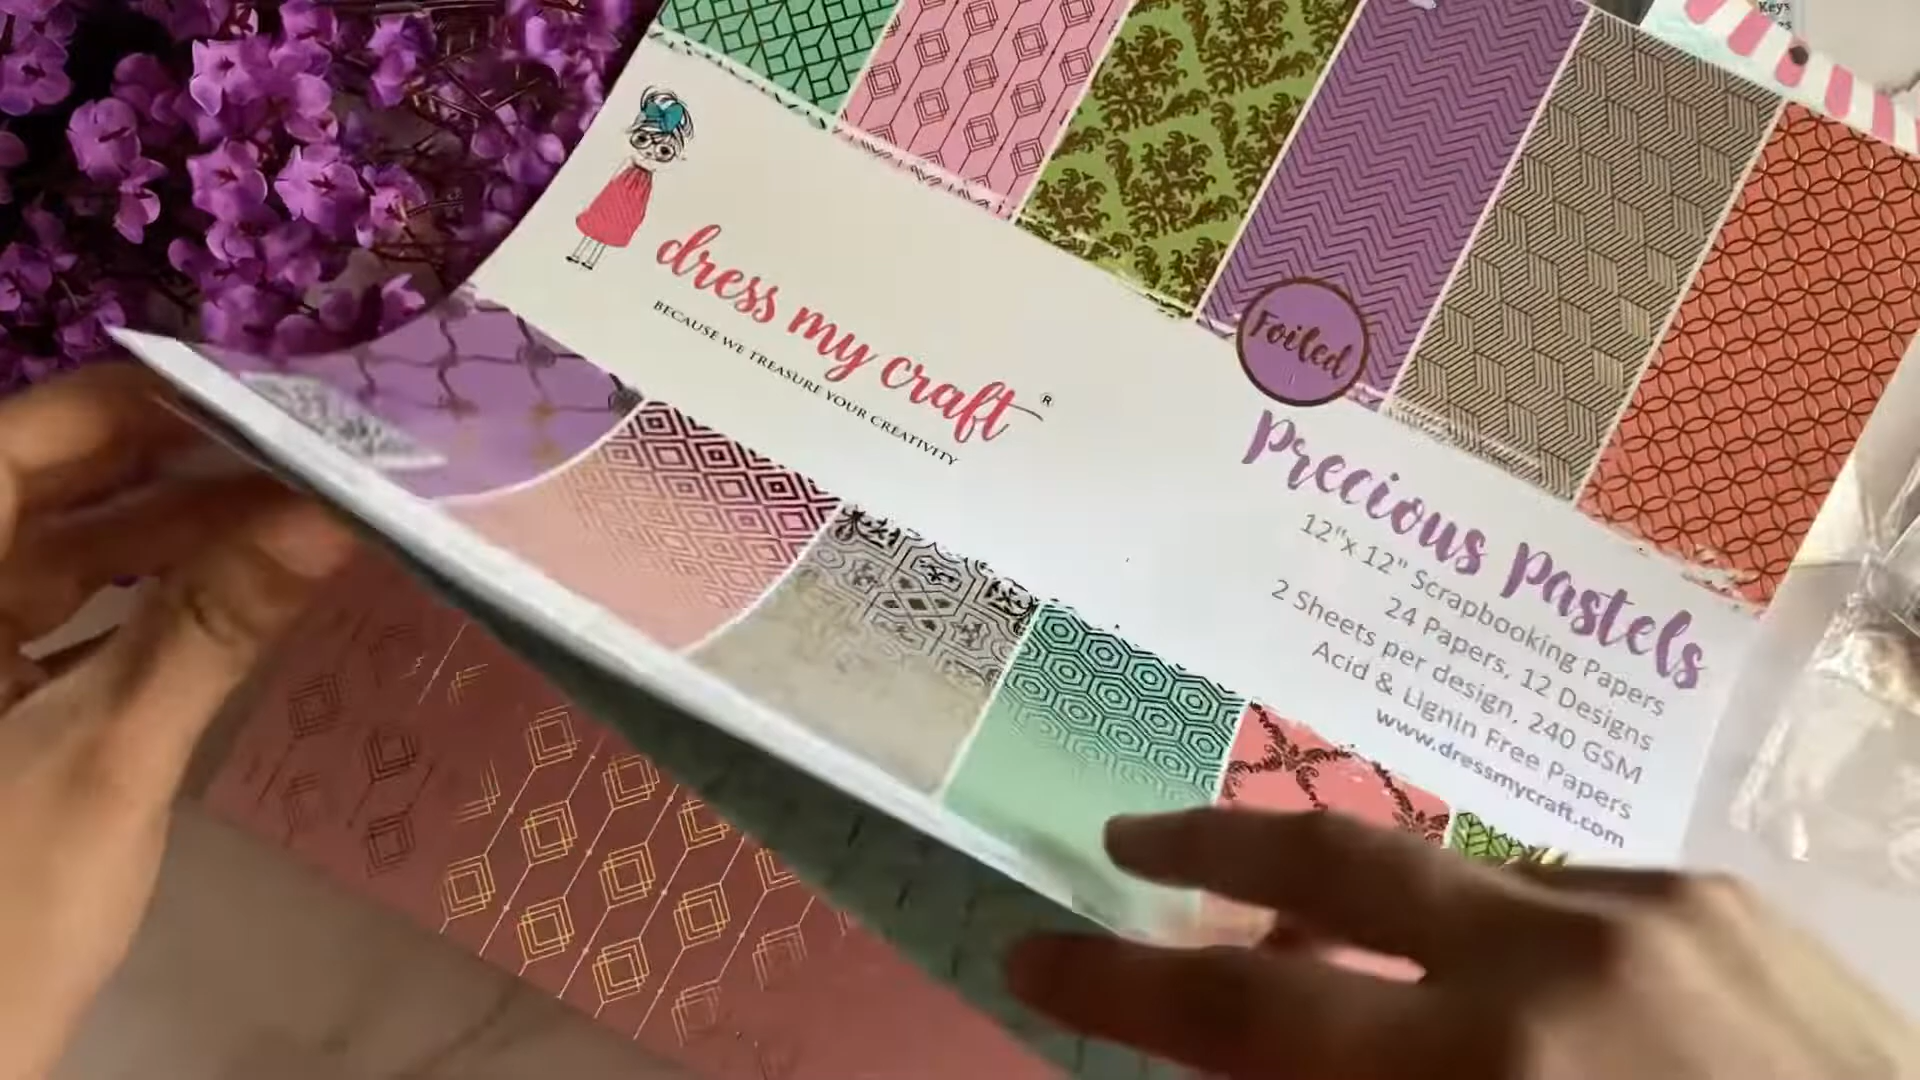 Keys
dress my craft ®
BECAUSE WE TREASURE YOUR CREATIVITY
Foiled
Precious Pastels
12"x 12" Scrapbooking Papers
24 Papers, 12 Designs
2 Sheets per design, 240 GSM
Acid & Lignin Free Papers
www.dressmycraft.com